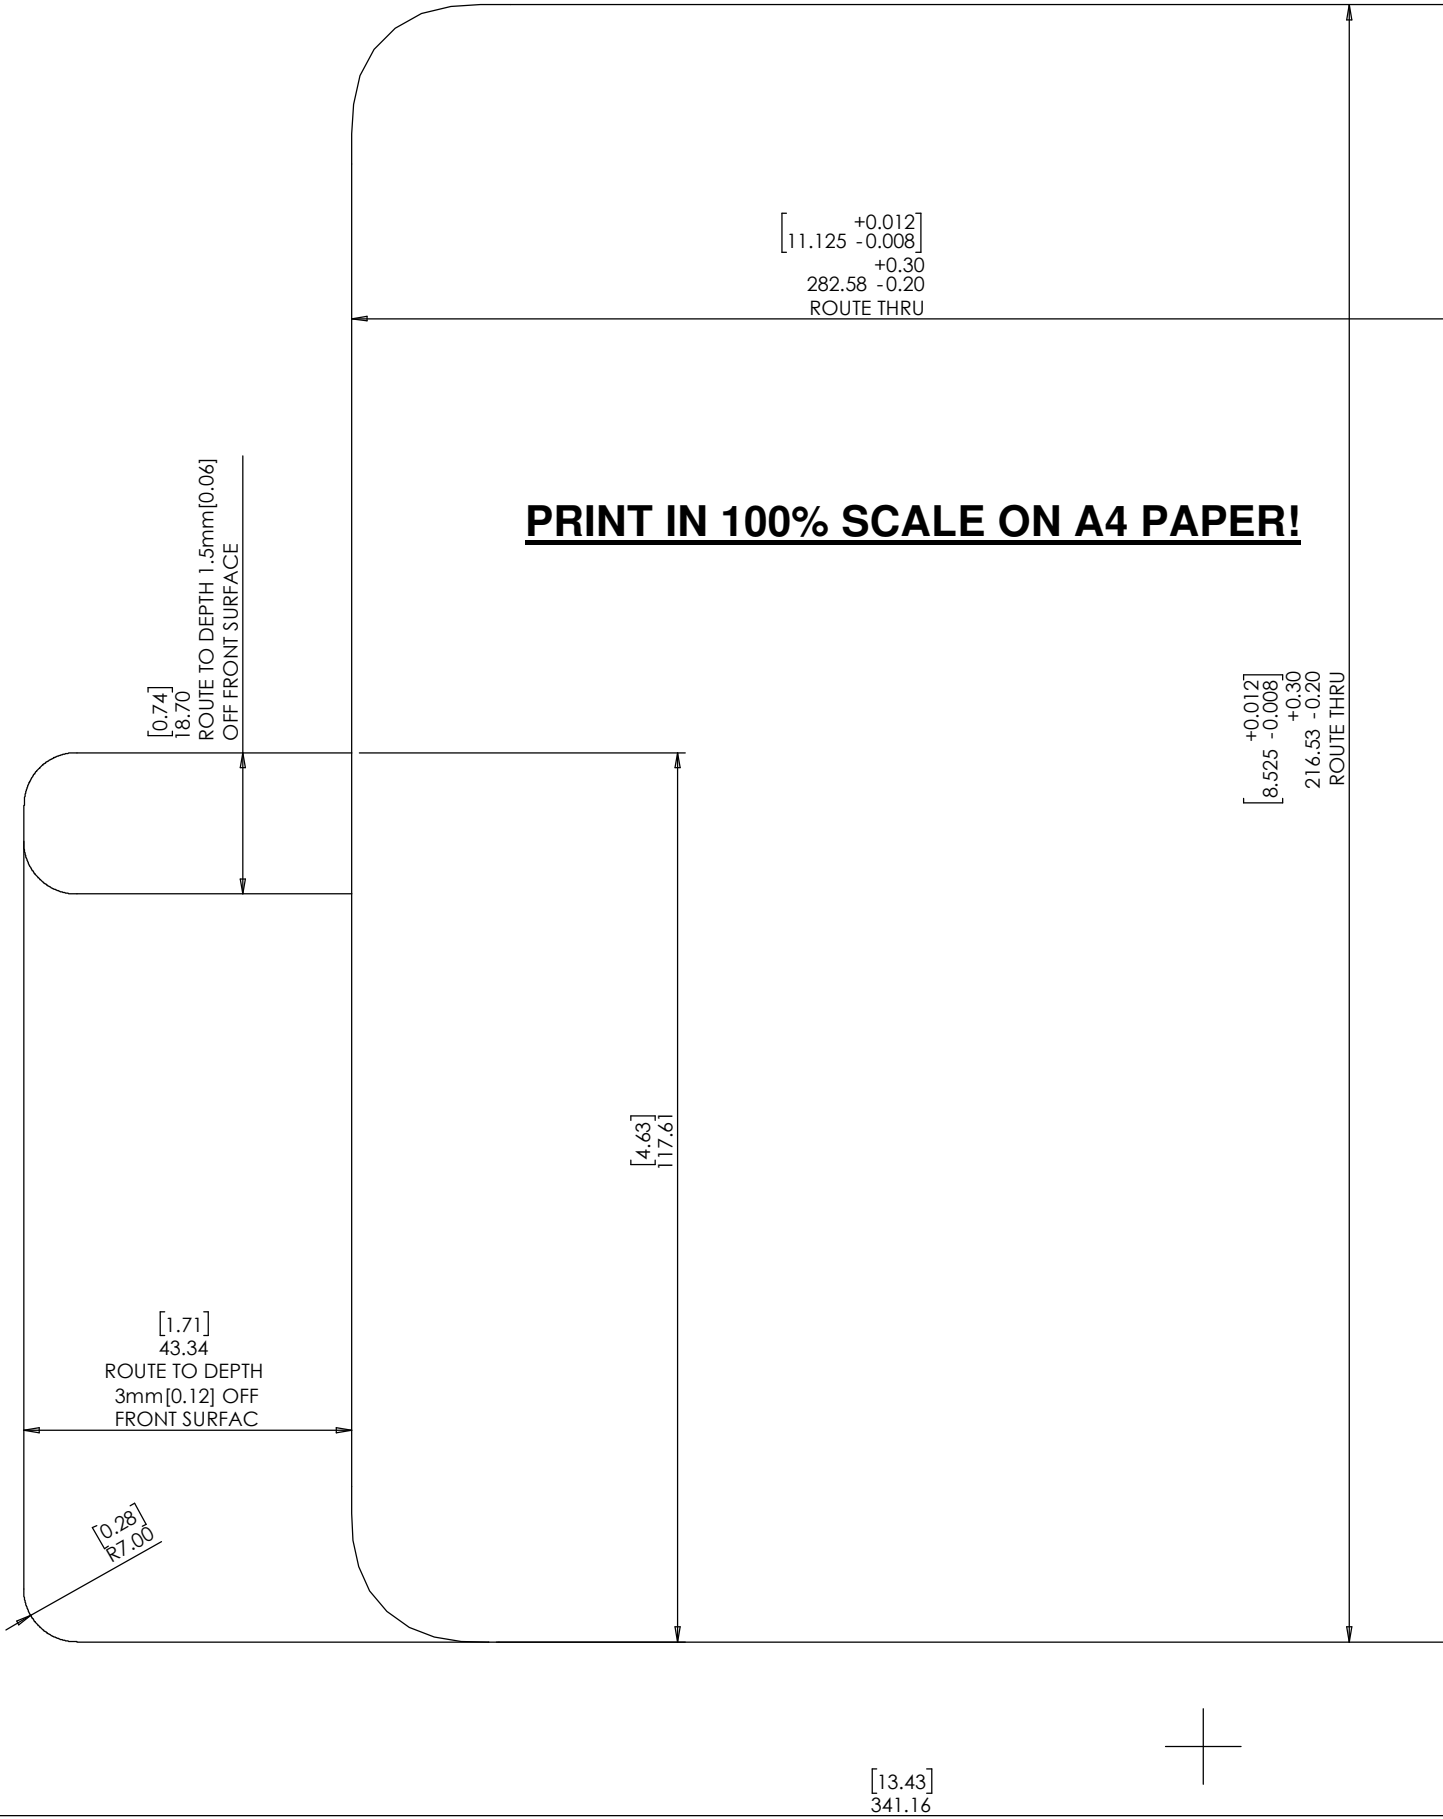 [11.125 +0.012 -0.008]
282.58 +0.30 -0.20
ROUTE THRU
PRINT IN 100% SCALE ON A4 PAPER!
[0.74]
18.70
ROUTE TO DEPTH 1.5mm[0.06]
OFF FRONT SURFACE
[8.525 +0.012 -0.008]
216.53 +0.30 -0.20
ROUTE THRU
[4.63]
117.61
[1.71]
43.34
ROUTE TO DEPTH
3mm[0.12] OFF
FRONT SURFAC
[0.28]
R7.00
[13.43]
341.16